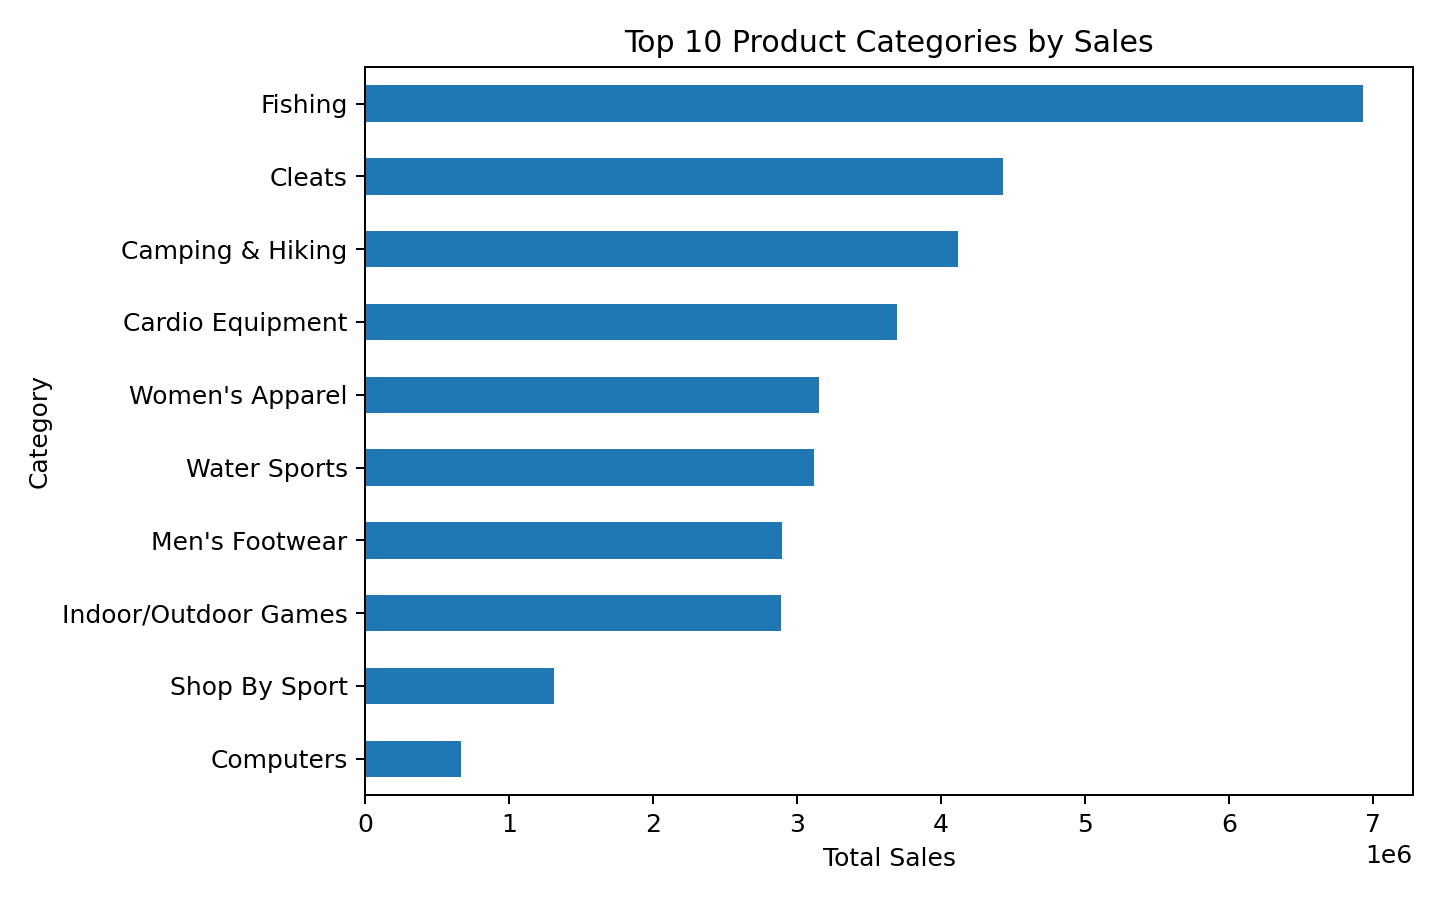 Top 10 Product Categories by Sales
Fishing
Cleats
Camping & Hiking
Cardio Equipment
Women's Apparel
Water Sports
Men's Footwear
Indoor/Outdoor Games
Shop By Sport
Computers
Category
0 1 2 3 4 5 6 7
Total Sales
1e6